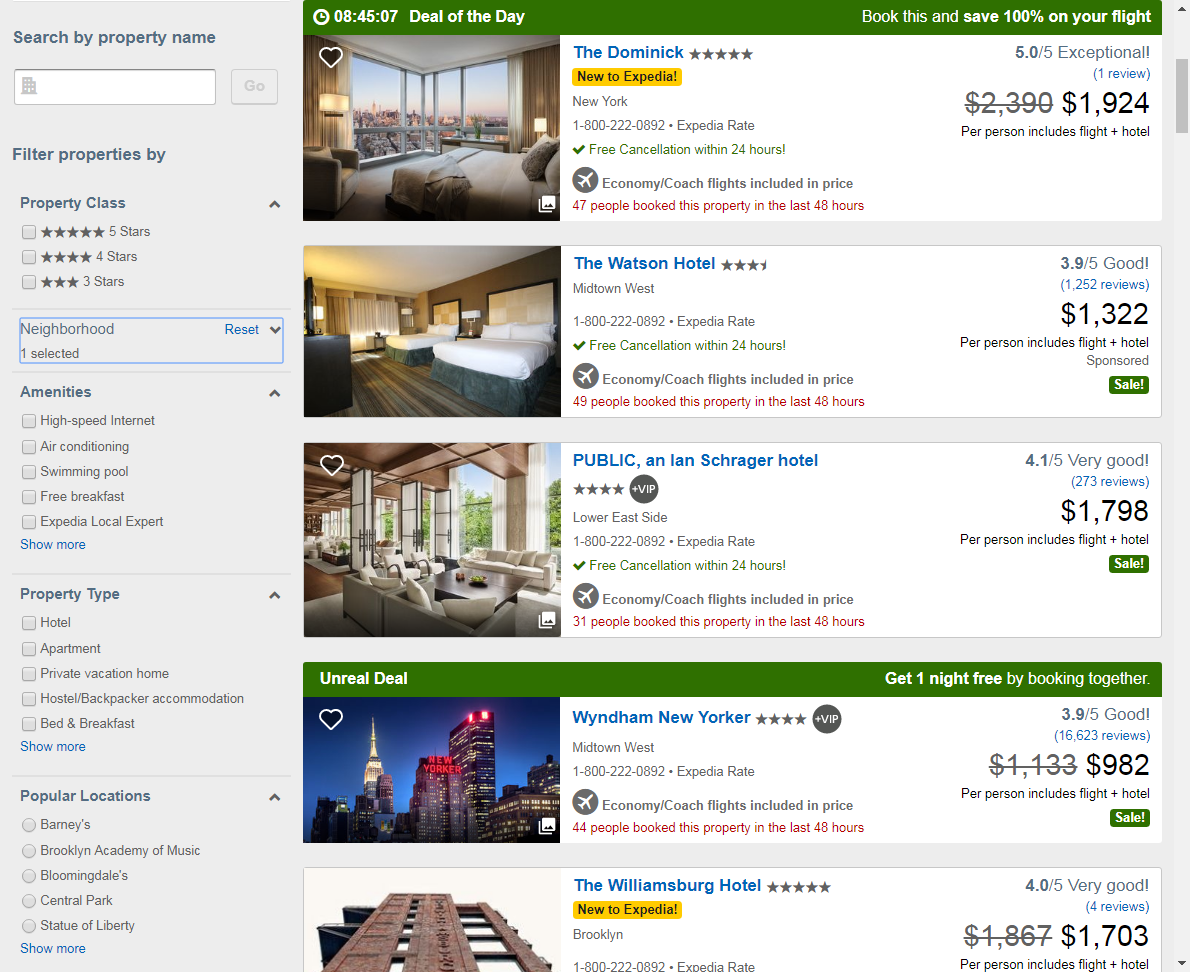 Search by property name
Go
Filter properties by
Property Class
5 Stars
4 Stars
3 Stars
Neighborhood
Reset
1 selected
Amenities
High-speed Internet
Air conditioning
Swimming pool
Free breakfast
Expedia Local Expert
Show more
Property Type
Hotel
Apartment
Private vacation home
Hostel/Backpacker accommodation
Bed & Breakfast
Show more
Popular Locations
Barney's
Brooklyn Academy of Music
Bloomingdale's
Central Park
Statue of Liberty
Show more
08:45:07 Deal of the Day
Book this and save 100% on your flight
The Dominick
New to Expedia!
New York
1-800-222-0892 • Expedia Rate
Free Cancellation within 24 hours!
Economy/Coach flights included in price
47 people booked this property in the last 48 hours
5.0/5 Exceptional!
(1 review)
$2,390 $1,924
Per person includes flight + hotel
The Watson Hotel
Midtown West
1-800-222-0892 • Expedia Rate
Free Cancellation within 24 hours!
Economy/Coach flights included in price
49 people booked this property in the last 48 hours
3.9/5 Good!
(1,252 reviews)
$1,322
Per person includes flight + hotel
Sponsored
Sale!
PUBLIC, an Ian Schrager hotel
+VIP
Lower East Side
1-800-222-0892 • Expedia Rate
Free Cancellation within 24 hours!
Economy/Coach flights included in price
31 people booked this property in the last 48 hours
4.1/5 Very good!
(273 reviews)
$1,798
Per person includes flight + hotel
Sale!
Unreal Deal
Get 1 night free by booking together.
NEW
YORKER
Wyndham New Yorker
+VIP
Midtown West
1-800-222-0892 • Expedia Rate
Economy/Coach flights included in price
44 people booked this property in the last 48 hours
3.9/5 Good!
(16,623 reviews)
$1,133 $982
Per person includes flight + hotel
Sale!
The Williamsburg Hotel
New to Expedia!
Brooklyn
1-800-222-0892 • Expedia Rate
4.0/5 Very good!
(4 reviews)
$1,867 $1,703
Per person includes flight + hotel